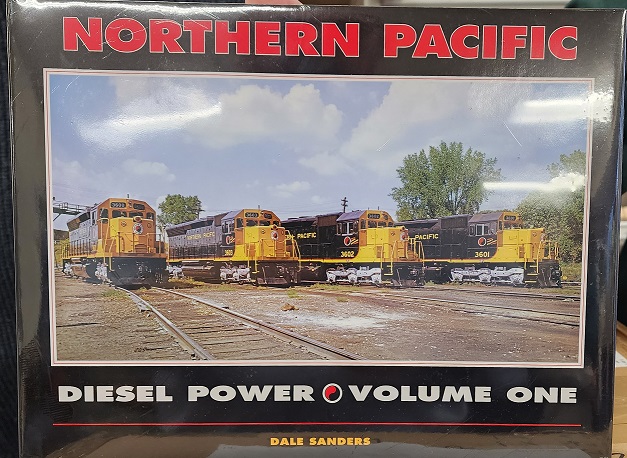 NORTHERN PACIFIC
PACIFIC
PACIFIC
3602
3601
DIESEL POWER VOLUME ONE
DALE SANDERS